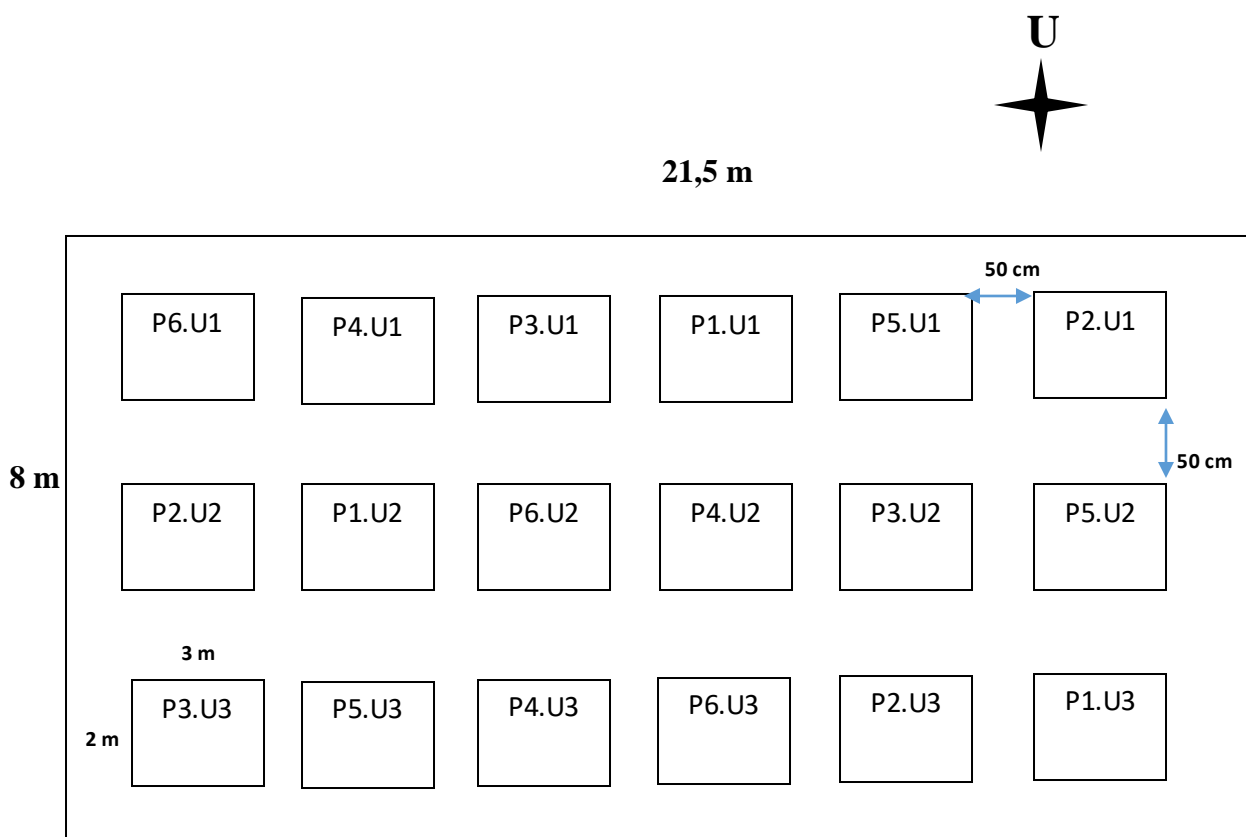 U
21,5 m
50 cm
P6.U1 P4.U1 P3.U1 P1.U1 P5.U1 P2.U1
50 cm
8 m
P2.U2 P1.U2 P6.U2 P4.U2 P3.U2 P5.U2
3 m
P3.U3 P5.U3 P4.U3 P6.U3 P2.U3 P1.U3
2 m